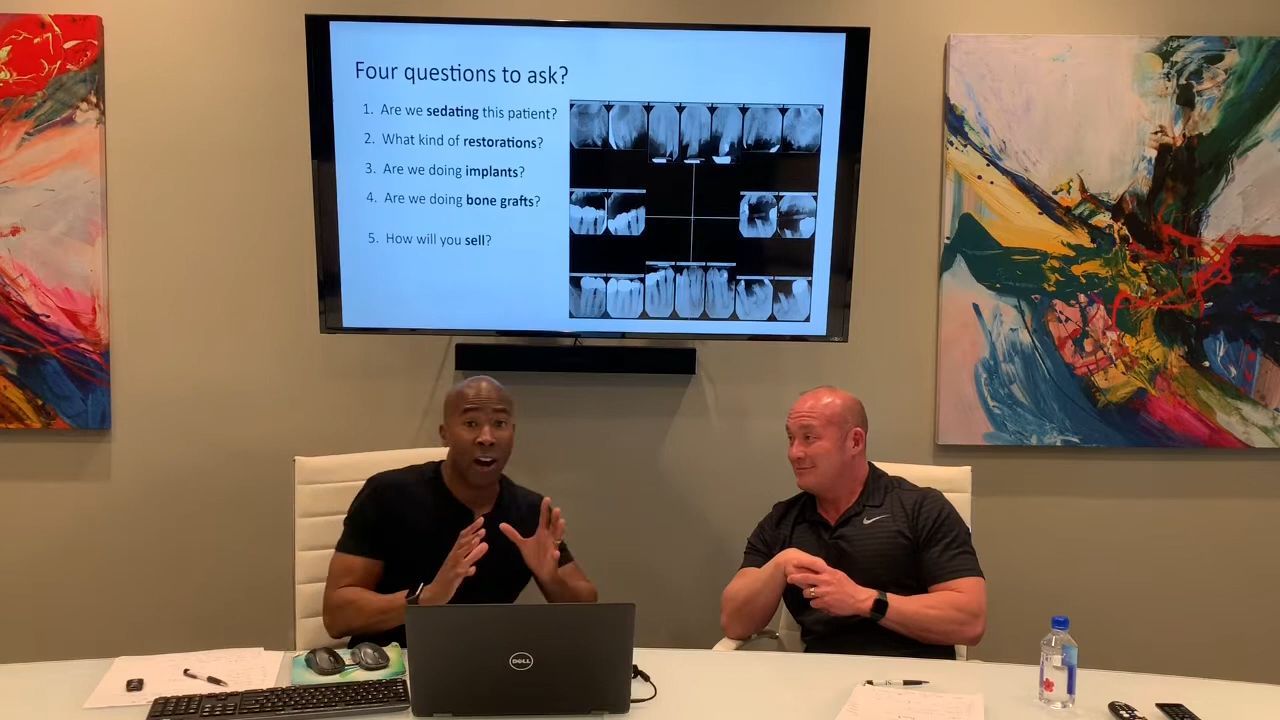 Four questions to ask?
1. Are we sedating this patient?
2. What kind of restorations?
3. Are we doing implants?
4. Are we doing bone grafts?
5. How will you sell?
DELL